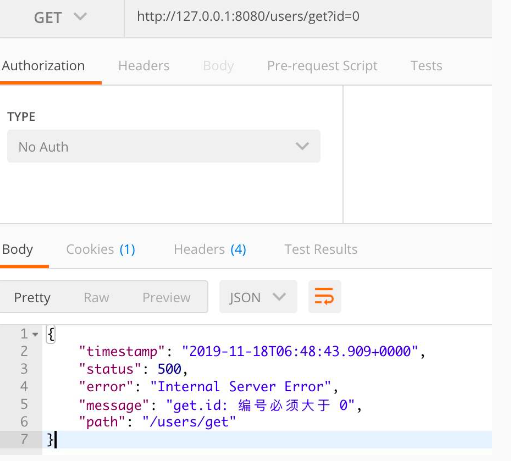 GET http://127.0.0.1:8080/users/get?id=0
Authorization Headers Body Pre-request Script Tests
TYPE
No Auth
Body Cookies (1) Headers (4) Test Results
Pretty Raw Preview JSON
1 {
2 "timestamp": "2019-11-18T06:48:43.909+0000",
3 "status": 500,
4 "error": "Internal Server Error",
5 "message": "get.id: 编号必须大于 0",
6 "path": "/users/get"
7 }